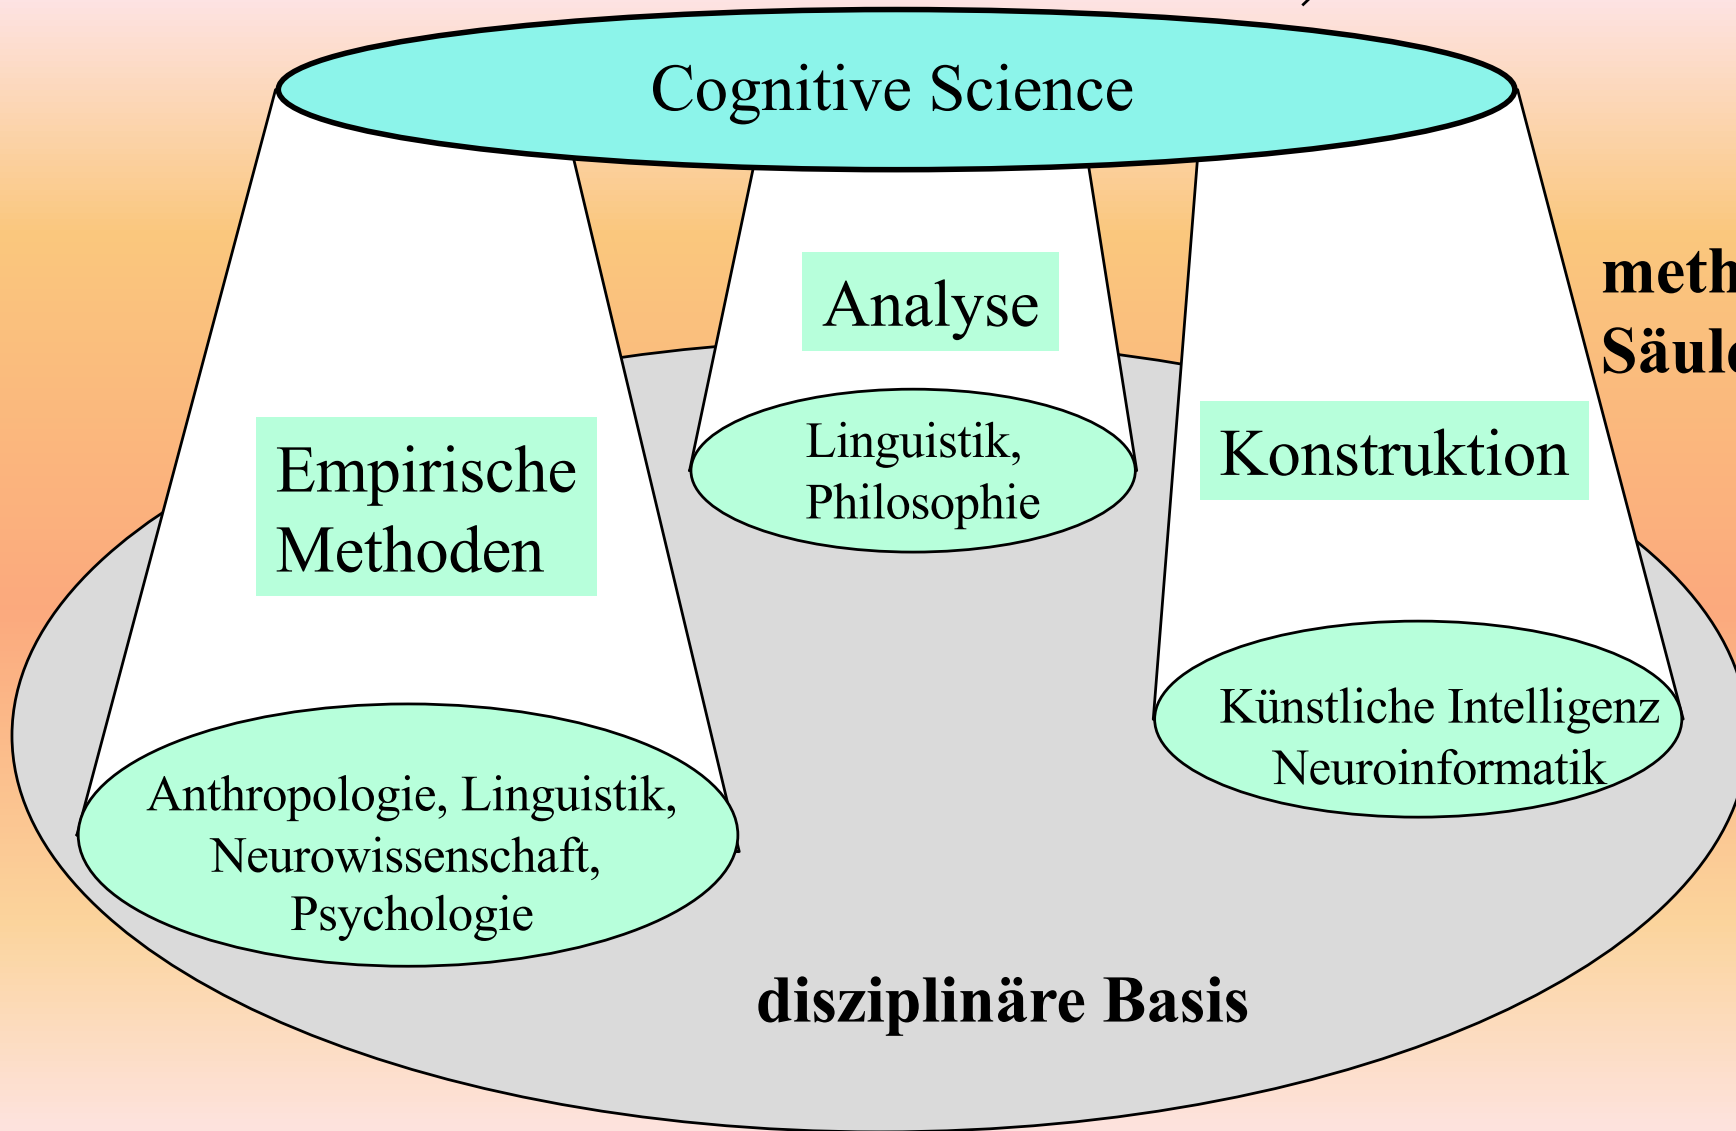 Cognitive Science
Analyse
Linguistik,
Philosophie
Empirische
Methoden
Konstruktion
Künstliche Intelligenz
Neuroinformatik
Anthropologie, Linguistik,
Neurowissenschaft,
Psychologie
disziplinäre Basis